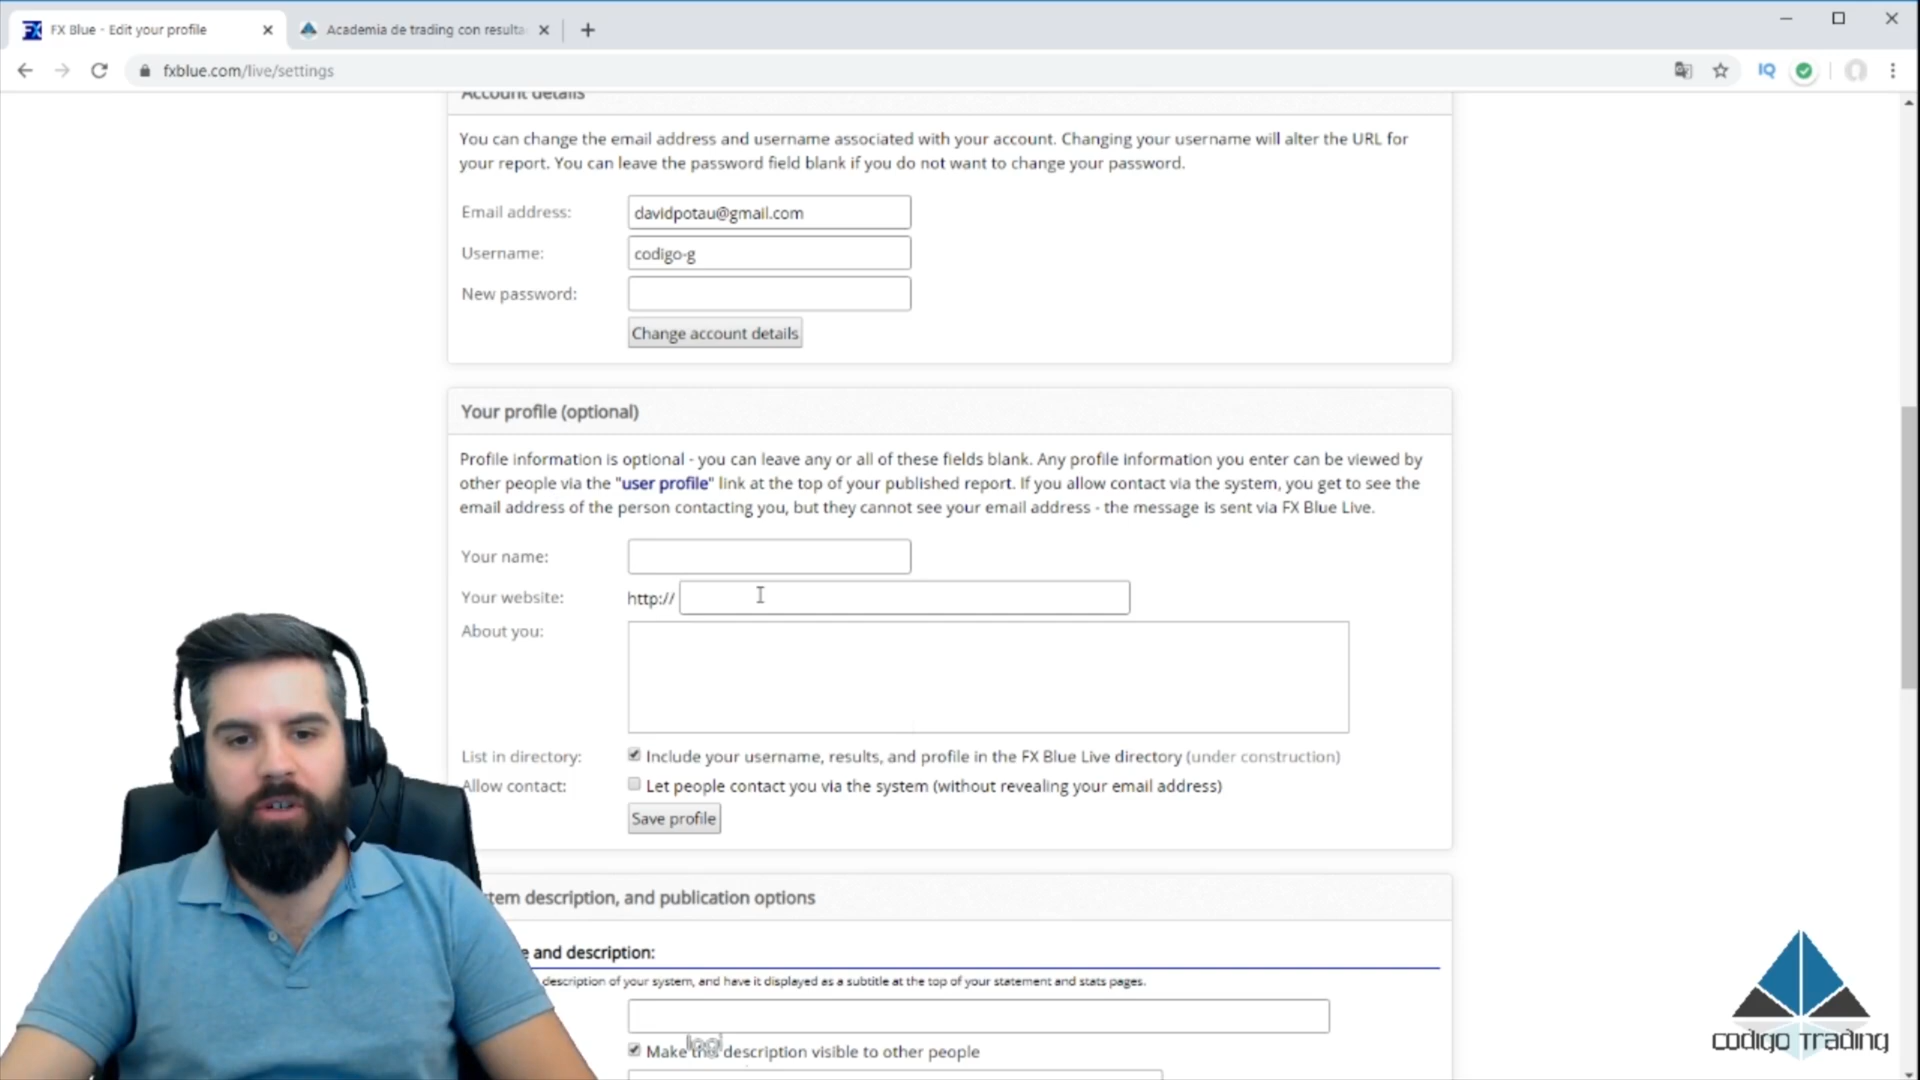 FX Blue - Edit your profile
Academia de trading con resulta
fxblue.com/live/settings
IQ
Account details
You can change the email address and username associated with your account. Changing your username will alter the URL for
your report. You can leave the password field blank if you do not want to change your password.
Email address: davidpotau@gmail.com
Username: codigo-g
New password:
Change account details
Your profile (optional)
Profile information is optional - you can leave any or all of these fields blank. Any profile information you enter can be viewed by
other people via the "user profile" link at the top of your published report. If you allow contact via the system, you get to see the
email address of the person contacting you, but they cannot see your email address - the message is sent via FX Blue Live.
Your name:
Your website: http://
About you:
List in directory: Include your username, results, and profile in the FX Blue Live directory (under construction)
Allow contact: Let people contact you via the system (without revealing your email address)
Save profile
description, and publication options
and description:
description of your system, and have it displayed as a subtitle at the top of your statement and stats pages.
Make this description visible to other people
codigo trading